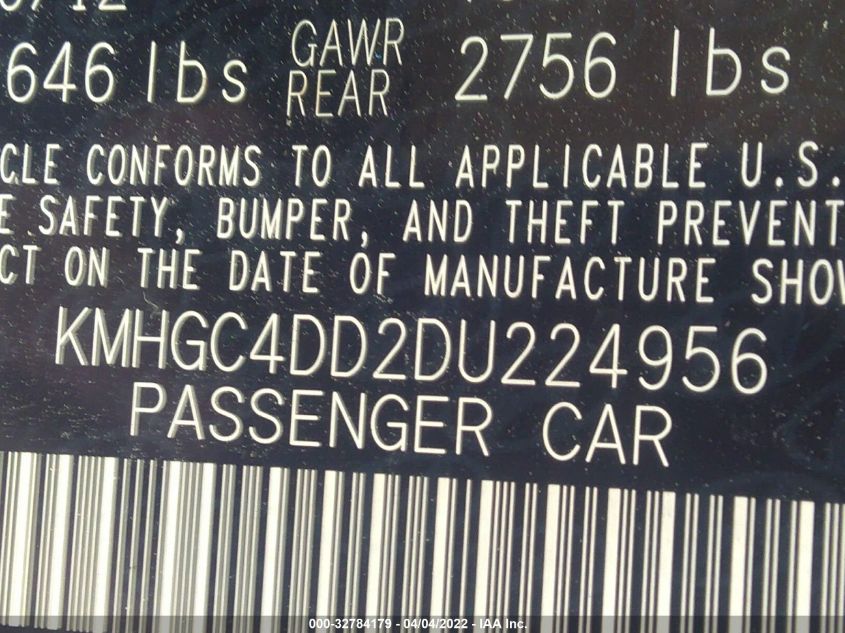 646 lbs GAWR REAR 2756 lbs
CLE CONFORMS TO ALL APPLICABLE U.S.
E SAFETY, BUMPER, AND THEFT PREVENT
CT ON THE DATE OF MANUFACTURE SHOW
KMHGC4DD2DU224956
PASSENGER CAR
000-32784179 - 04/04/2022 - IAA Inc.